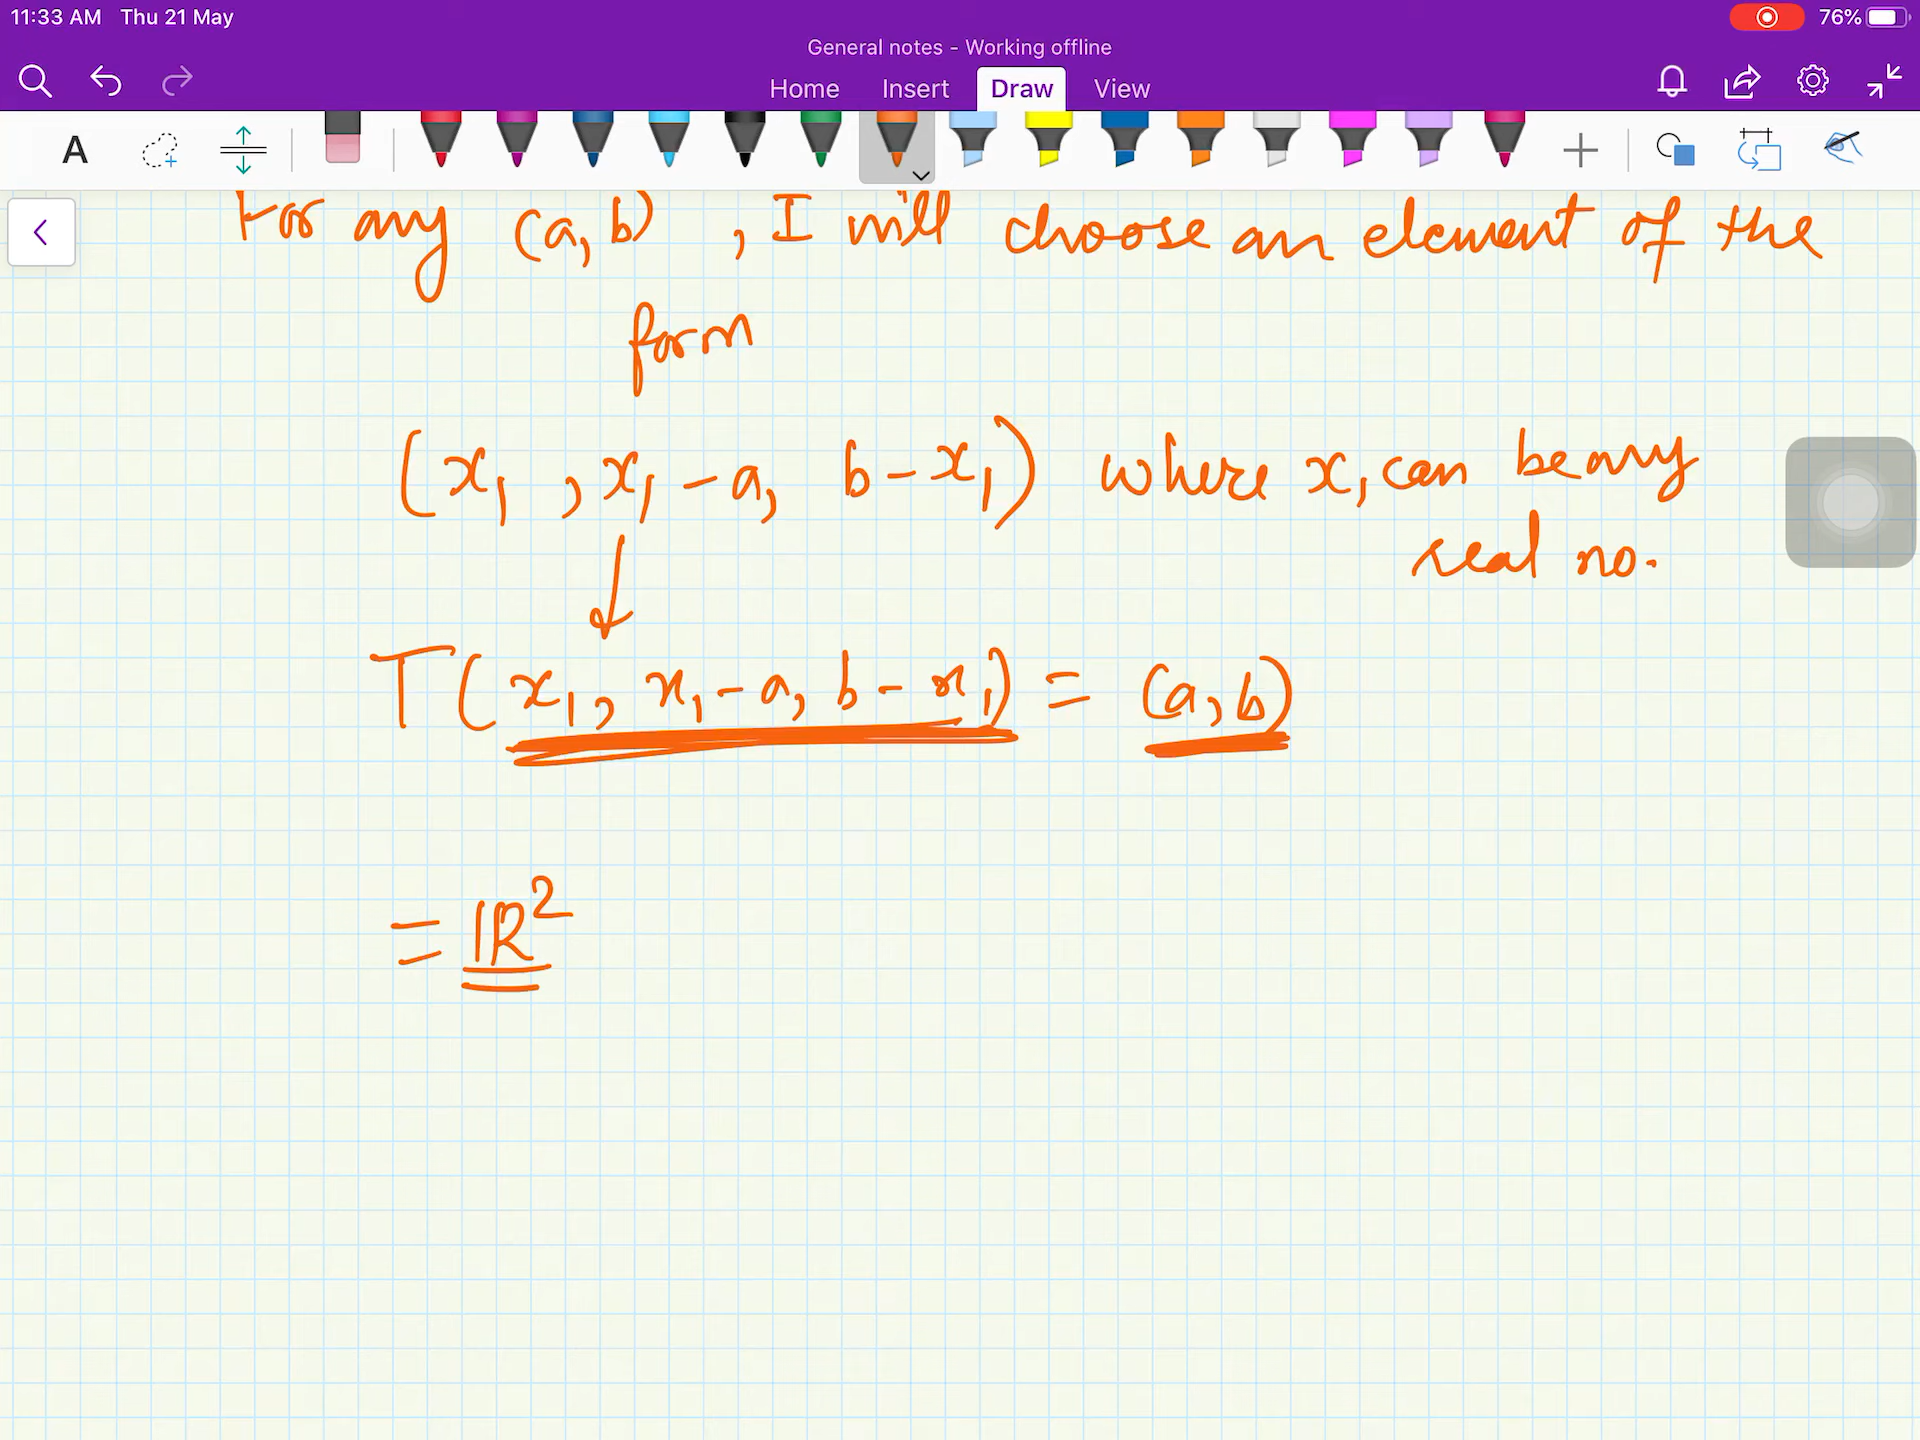 11:33 AM Thu 21 May 76%
General notes - Working offline
Home Insert Draw View
A
For any (a, b), I will choose an element of the
form
(x₁, x₁ - a, b - x₁) where x₁ can be any
real no.
T(x₁, x₁ - a, b - x₁) = (a, b)
= ℝ²